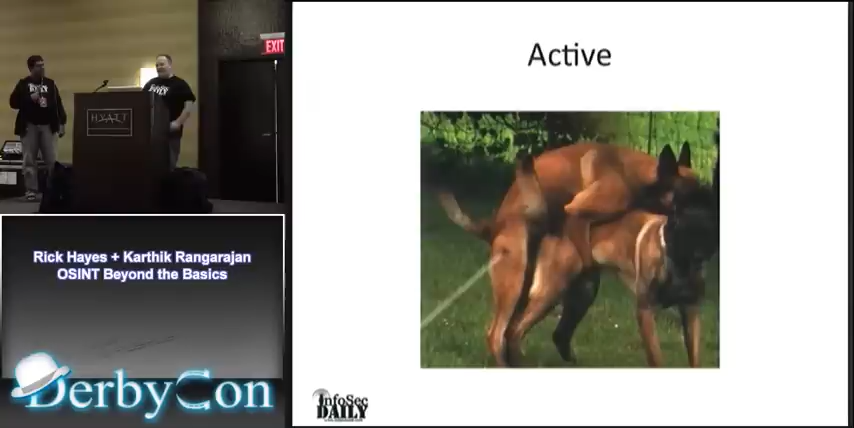 EXIT
HYATT
Rick Hayes + Karthik Rangarajan
OSINT Beyond the Basics
DerbyCon
Active
InfoSec
DAILY